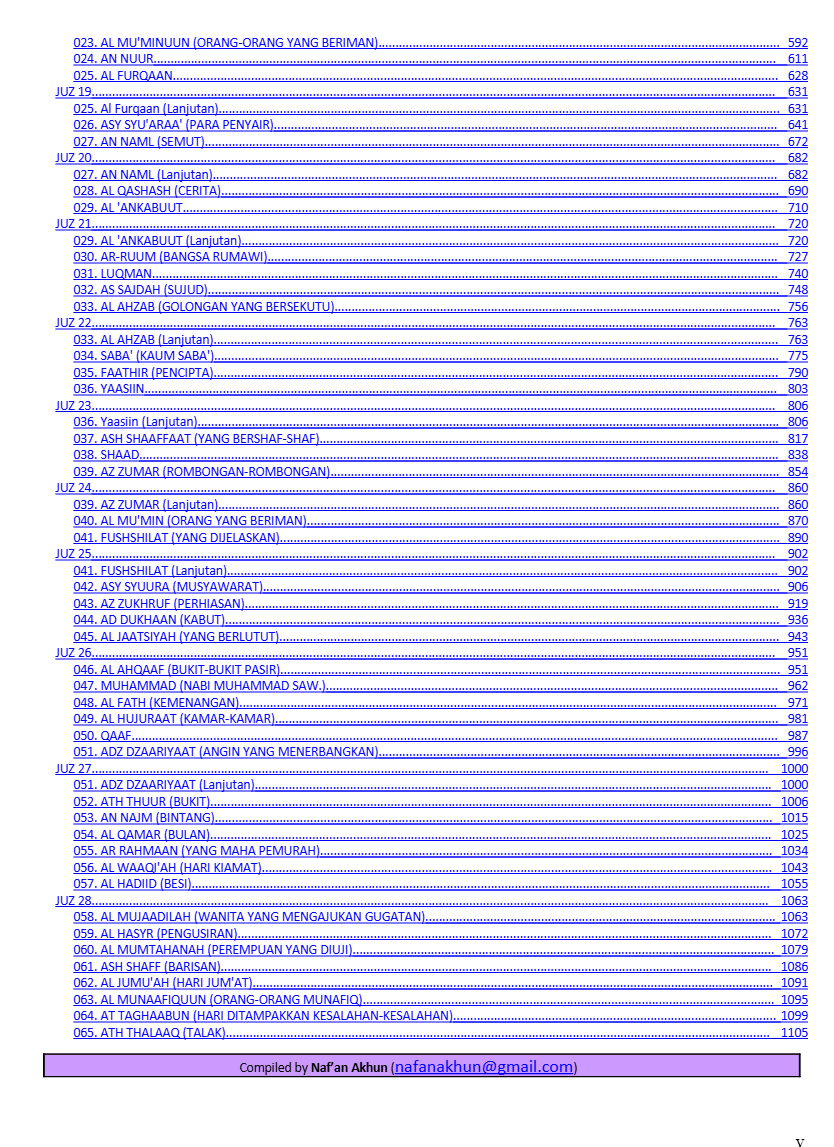 023. AL MU'MINUUN (ORANG-ORANG YANG BERIMAN)........ 592
024. AN NUUR........ 611
025. AL FURQAAN........ 628
JUZ 19........ 631
025. Al Furqaan (Lanjutan)........ 631
026. ASY SYU'ARAA' (PARA PENYAIR)........ 641
027. AN NAML (SEMUT)........ 672
JUZ 20........ 682
027. AN NAML (Lanjutan)........ 682
028. AL QASHASH (CERITA)........ 690
029. AL 'ANKABUUT........ 710
JUZ 21........ 720
029. AL 'ANKABUUT (Lanjutan)........ 720
030. AR-RUUM (BANGSA RUMAWI)........ 727
031. LUQMAN........ 740
032. AS SAJDAH (SUJUD)........ 748
033. AL AHZAB (GOLONGAN YANG BERSEKUTU)........ 756
JUZ 22........ 763
033. AL AHZAB (Lanjutan)........ 763
034. SABA' (KAUM SABA')........ 775
035. FAATHIR (PENCIPTA)........ 790
036. YAASIIN........ 803
JUZ 23........ 806
036. Yaasiin (Lanjutan)........ 806
037. ASH SHAAFFAAT (YANG BERSHAF-SHAF)........ 817
038. SHAAD........ 838
039. AZ ZUMAR (ROMBONGAN-ROMBONGAN)........ 854
JUZ 24........ 860
039. AZ ZUMAR (Lanjutan)........ 860
040. AL MU'MIN (ORANG YANG BERIMAN)........ 870
041. FUSHSHILAT (YANG DIJELASKAN)........ 890
JUZ 25........ 902
041. FUSHSHILAT (Lanjutan)........ 902
042. ASY SYUURA (MUSYAWARAT)........ 906
043. AZ ZUKHRUF (PERHIASAN)........ 919
044. AD DUKHAAN (KABUT)........ 936
045. AL JAATSIYAH (YANG BERLUTUT)........ 943
JUZ 26........ 951
046. AL AHQAAF (BUKIT-BUKIT PASIR)........ 951
047. MUHAMMAD (NABI MUHAMMAD SAW.)........ 962
048. AL FATH (KEMENANGAN)........ 971
049. AL HUJURAAT (KAMAR-KAMAR)........ 981
050. QAAF........ 987
051. ADZ DZAARIYAAT (ANGIN YANG MENERBANGKAN)........ 996
JUZ 27........ 1000
051. ADZ DZAARIYAAT (Lanjutan)........ 1000
052. ATH THUUR (BUKIT)........ 1006
053. AN NAJM (BINTANG)........ 1015
054. AL QAMAR (BULAN)........ 1025
055. AR RAHMAAN (YANG MAHA PEMURAH)........ 1034
056. AL WAAQI'AH (HARI KIAMAT)........ 1043
057. AL HADIID (BESI)........ 1055
JUZ 28........ 1063
058. AL MUJAADILAH (WANITA YANG MENGAJUKAN GUGATAN)........ 1063
059. AL HASYR (PENGUSIRAN)........ 1072
060. AL MUMTAHANAH (PEREMPUAN YANG DIUJI)........ 1079
061. ASH SHAFF (BARISAN)........ 1086
062. AL JUMU'AH (HARI JUM'AT)........ 1091
063. AL MUNAAFIQUUN (ORANG-ORANG MUNAFIQ)........ 1095
064. AT TAGHAABUN (HARI DITAMPAKKAN KESALAHAN-KESALAHAN)........ 1099
065. ATH THALAAQ (TALAK)........ 1105
Compiled by Naf’an Akhun (nafanakhun@gmail.com)
v